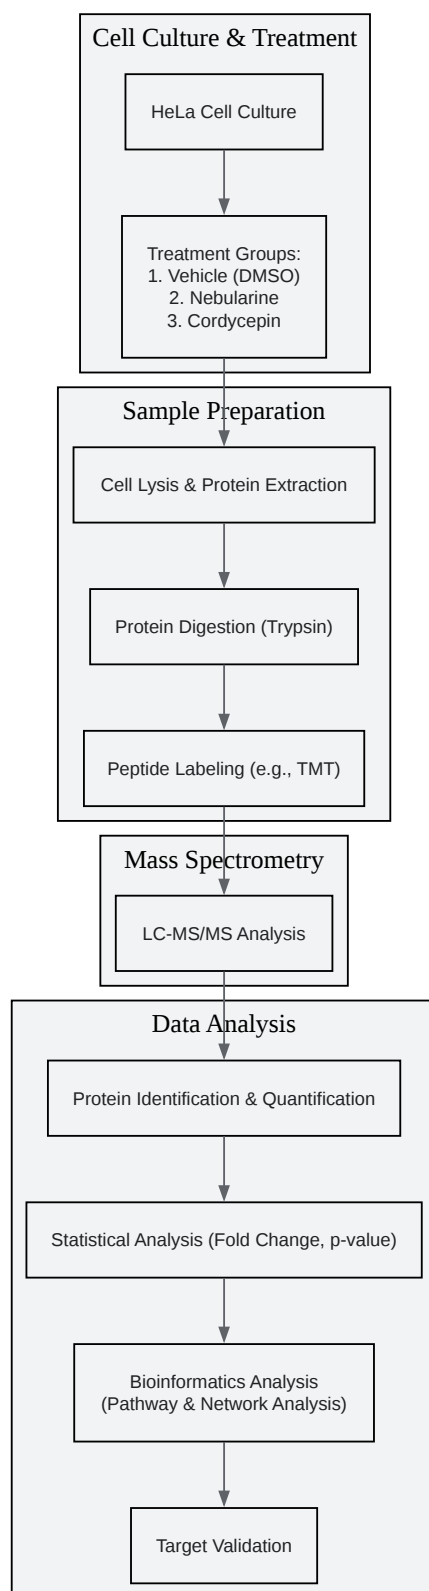 Cell Culture & Treatment
HeLa Cell Culture
Treatment Groups:
1. Vehicle (DMSO)
2. Nebularine
3. Cordycepin
Sample Preparation
Cell Lysis & Protein Extraction
Protein Digestion (Trypsin)
Peptide Labeling (e.g., TMT)
Mass Spectrometry
LC-MS/MS Analysis
Data Analysis
Protein Identification & Quantification
Statistical Analysis (Fold Change, p-value)
Bioinformatics Analysis
(Pathway & Network Analysis)
Target Validation